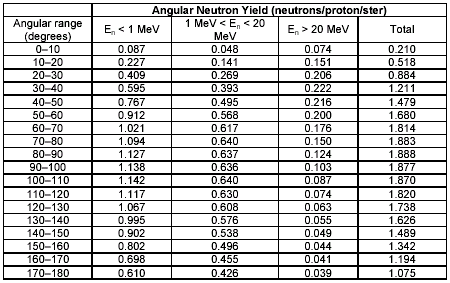 Angular Neutron Yield (neutrons/proton/ster)
Angular range (degrees) | En < 1 MeV | 1 MeV < En < 20 MeV | En > 20 MeV | Total
0–10 | 0.087 | 0.048 | 0.074 | 0.210
10–20 | 0.227 | 0.141 | 0.151 | 0.518
20–30 | 0.409 | 0.269 | 0.206 | 0.884
30–40 | 0.595 | 0.393 | 0.222 | 1.211
40–50 | 0.767 | 0.495 | 0.216 | 1.479
50–60 | 0.912 | 0.568 | 0.200 | 1.680
60–70 | 1.021 | 0.617 | 0.176 | 1.814
70–80 | 1.094 | 0.640 | 0.150 | 1.883
80–90 | 1.127 | 0.637 | 0.124 | 1.888
90–100 | 1.138 | 0.636 | 0.103 | 1.877
100–110 | 1.142 | 0.640 | 0.087 | 1.870
110–120 | 1.117 | 0.630 | 0.074 | 1.820
120–130 | 1.067 | 0.608 | 0.063 | 1.738
130–140 | 0.995 | 0.576 | 0.055 | 1.626
140–150 | 0.902 | 0.538 | 0.049 | 1.489
150–160 | 0.802 | 0.496 | 0.044 | 1.342
160–170 | 0.698 | 0.455 | 0.041 | 1.194
170–180 | 0.610 | 0.426 | 0.039 | 1.075